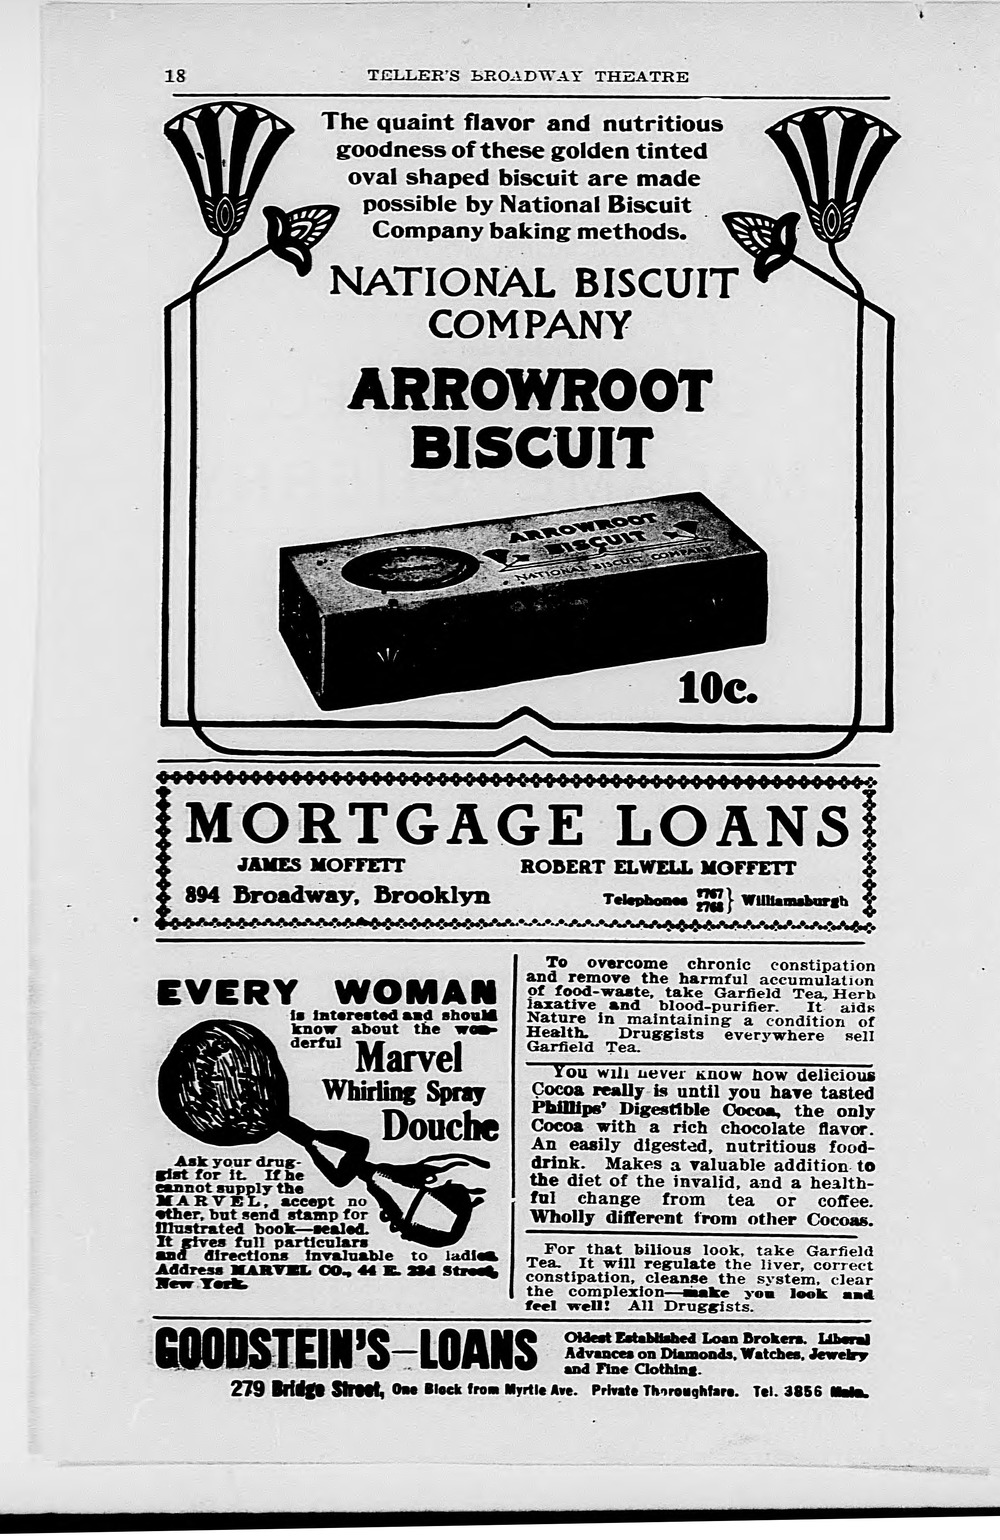 18 TELLER'S BROADWAY THEATRE
The quaint flavor and nutritious
goodness of these golden tinted
oval shaped biscuit are made
possible by National Biscuit
Company baking methods.
NATIONAL BISCUIT
COMPANY
ARROWROOT
BISCUIT
ARROWROOT
BISCUIT
NATIONAL BISCUIT COMPANY
10c.
MORTGAGE LOANS
JAMES MOFFETT ROBERT ELWELL MOFFETT
894 Broadway, Brooklyn Telephones 2767 2768 } Williamsburgh
EVERY WOMAN
is interested and should
know about the won-
derful Marvel
Whirling Spray
Douche
Ask your drug-
gist for it. If he
cannot supply the
MARVEL, accept no
other, but send stamp for
illustrated book—sealed.
It gives full particulars
and directions invaluable to ladies.
Address MARVEL CO., 44 E. 23d Street,
New York.
To overcome chronic constipation
and remove the harmful accumulation
of food-waste, take Garfield Tea, Herb
laxative and blood-purifier. It aids
Nature in maintaining a condition of
Health. Druggists everywhere sell
Garfield Tea.
You will never know how delicious
Cocoa really is until you have tasted
Phillips' Digestible Cocoa, the only
Cocoa with a rich chocolate flavor.
An easily digested, nutritious food-
drink. Makes a valuable addition to
the diet of the invalid, and a health-
ful change from tea or coffee.
Wholly different from other Cocoas.
For that bilious look, take Garfield
Tea. It will regulate the liver, correct
constipation, cleanse the system, clear
the complexion—make you look and
feel well! All Druggists.
GOODSTEIN'S—LOANS
Oldest Established Loan Brokers. Liberal
Advances on Diamonds, Watches, Jewelry
and Fine Clothing.
279 Bridge Street, One Block from Myrtle Ave. Private Thoroughfare. Tel. 3856 Main.